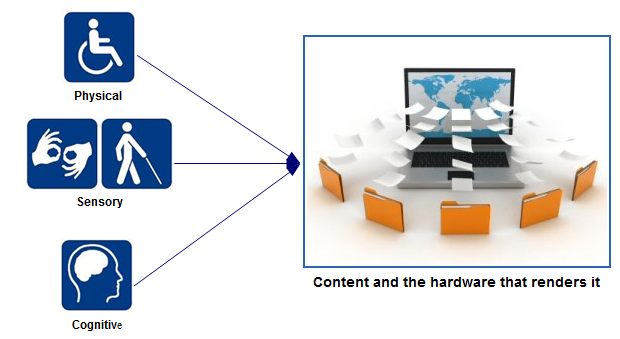 Physical
Sensory
Cognitive
Content and the hardware that renders it